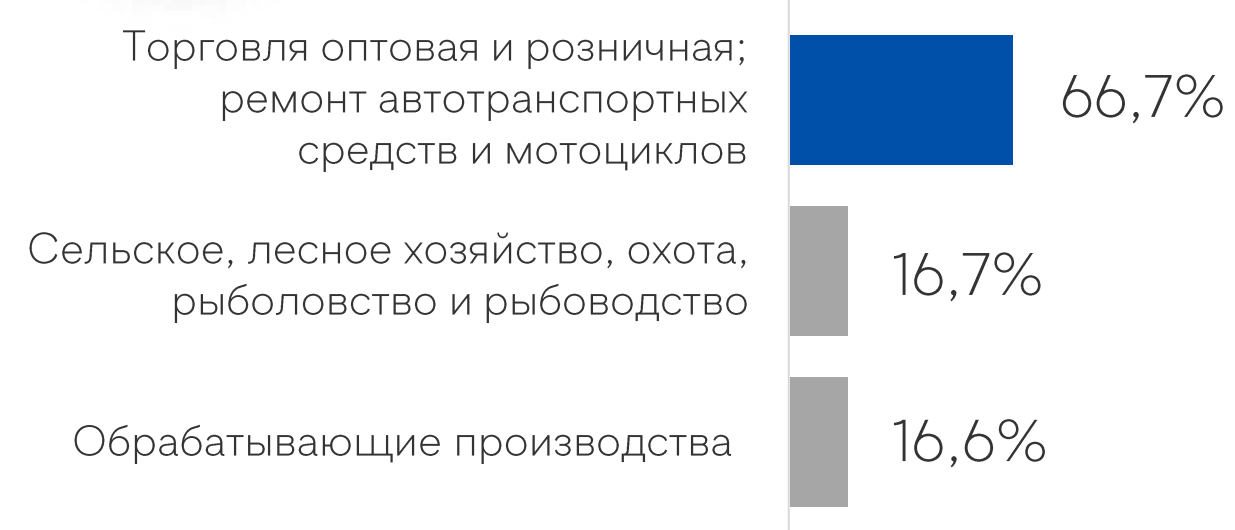 Торговля оптовая и розничная;
ремонт автотранспортных
средств и мотоциклов
66,7%
Сельское, лесное хозяйство, охота,
рыболовство и рыбоводство
16,7%
Обрабатывающие производства
16,6%